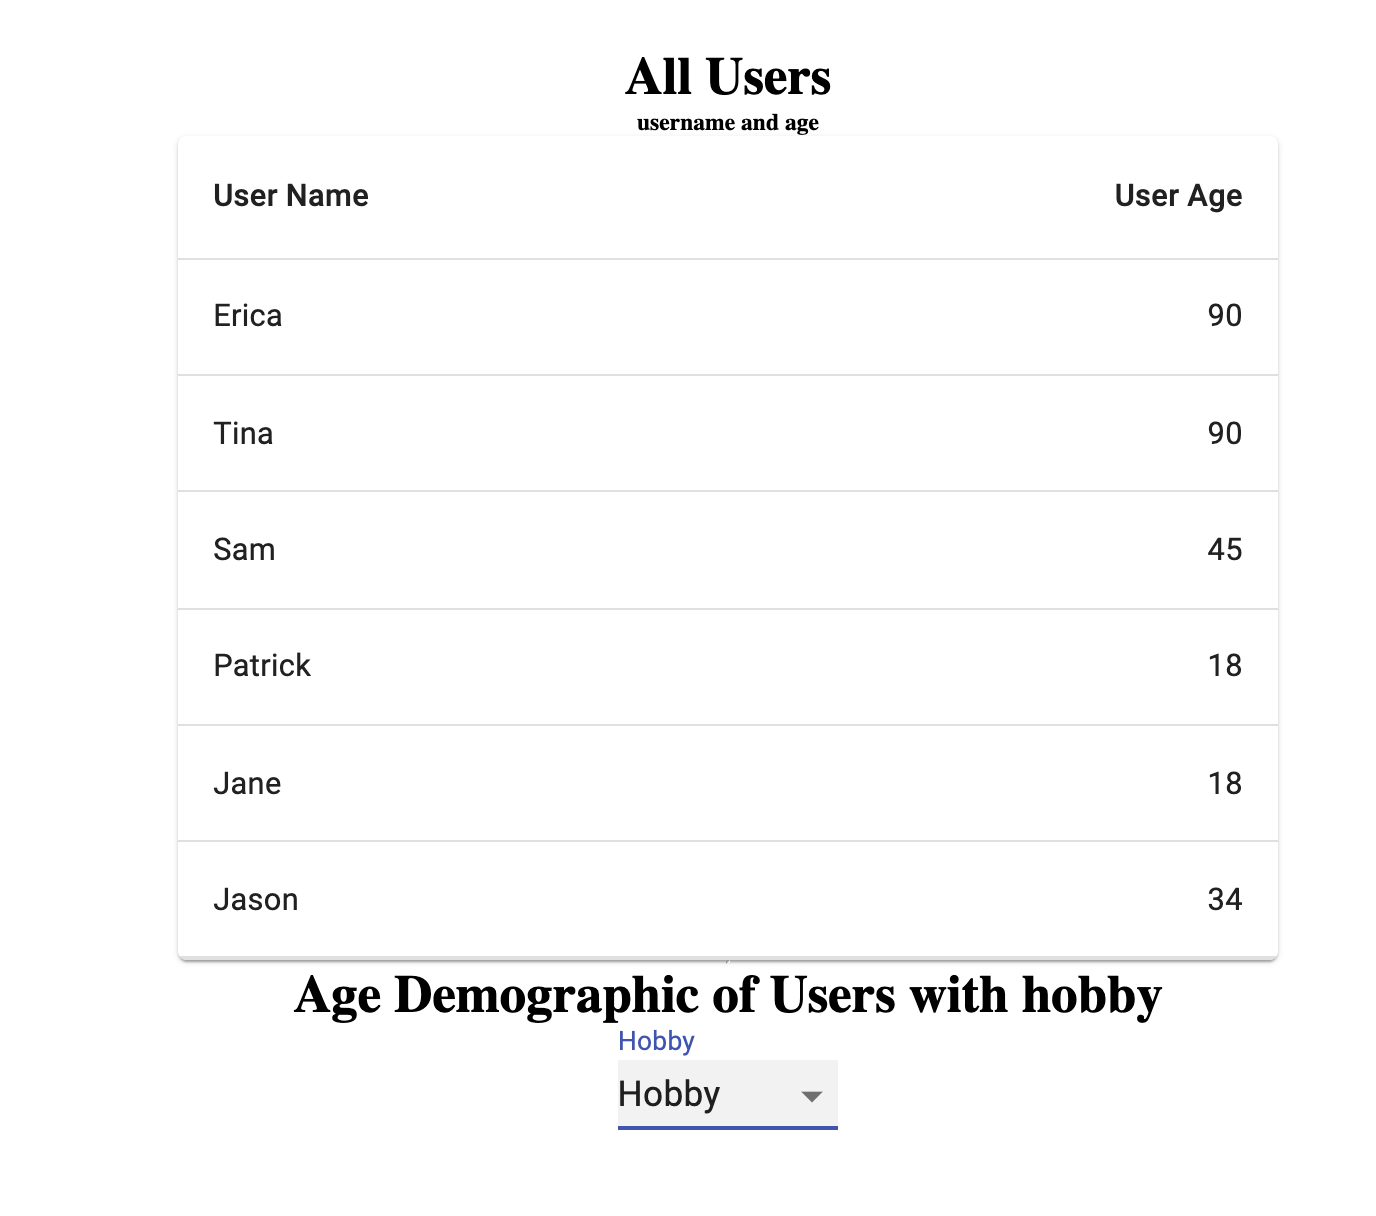 All Users
username and age
User Name User Age
Erica 90
Tina 90
Sam 45
Patrick 18
Jane 18
Jason 34
Age Demographic of Users with hobby
Hobby
Hobby